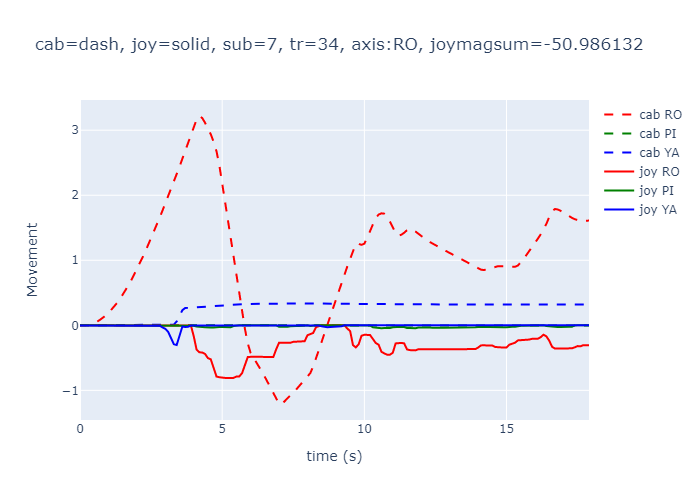 cab=dash, joy=solid, sub=7, tr=34, axis:RO, joymagsum=-50.986132
cab RO
cab PI
cab YA
joy RO
joy PI
joy YA
Movement
3
2
1
0
−1
0
5
10
15
time (s)